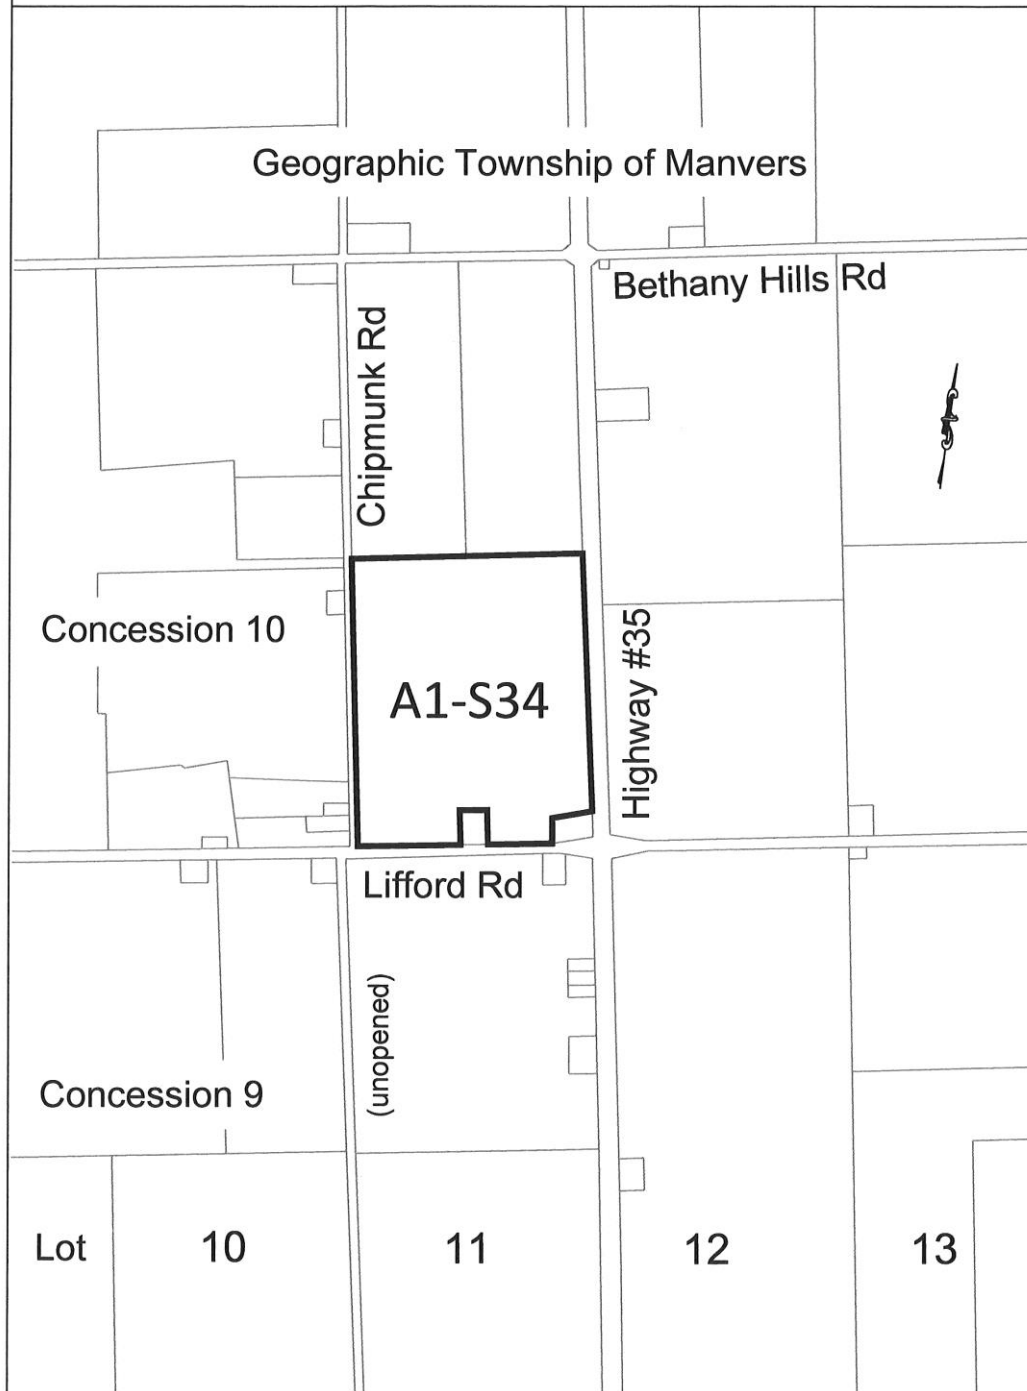 Geographic Township of Manvers
Bethany Hills Rd
Chipmunk Rd
Concession 10
A1-S34
Highway #35
Lifford Rd
(unopened)
Concession 9
Lot 10 11 12 13